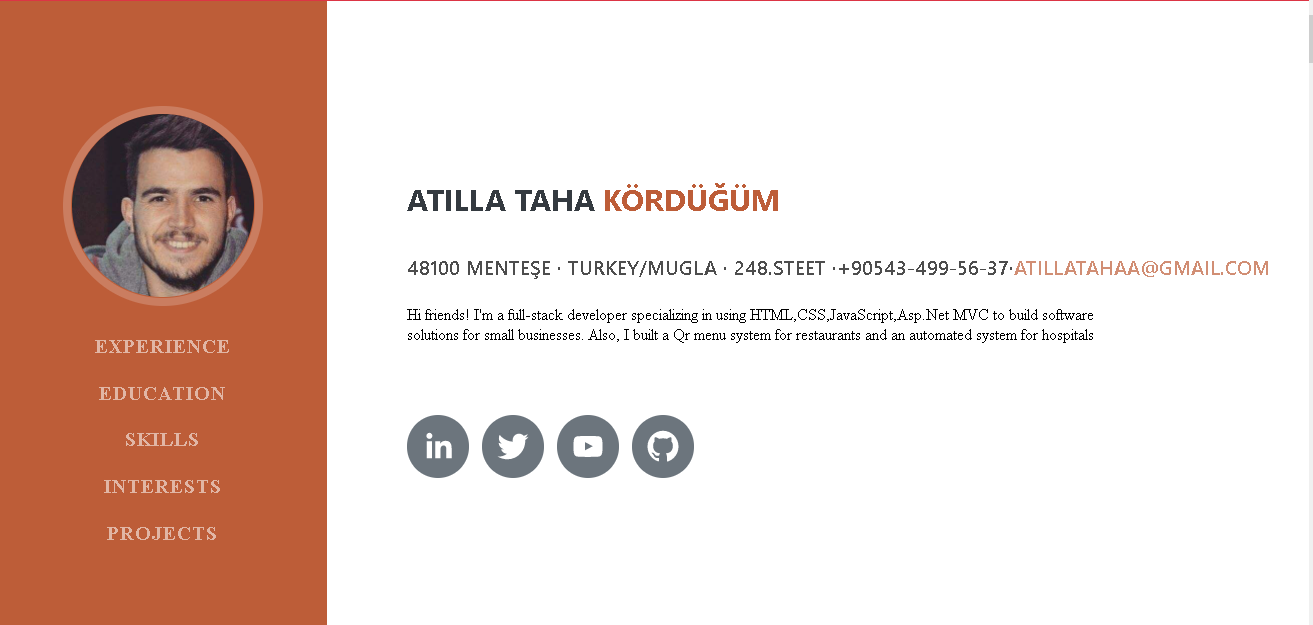 ATILLA TAHA KÖRDÜĞÜM
48100 MENTEŞE · TURKEY/MUGLA · 248.STEET ·+90543-499-56-37·ATILLATAHAA@GMAIL.COM
Hi friends! I'm a full-stack developer specializing in using HTML,CSS,JavaScript,Asp.Net MVC to build software
solutions for small businesses. Also, I built a Qr menu system for restaurants and an automated system for hospitals
EXPERIENCE
EDUCATION
SKILLS
INTERESTS
PROJECTS
in